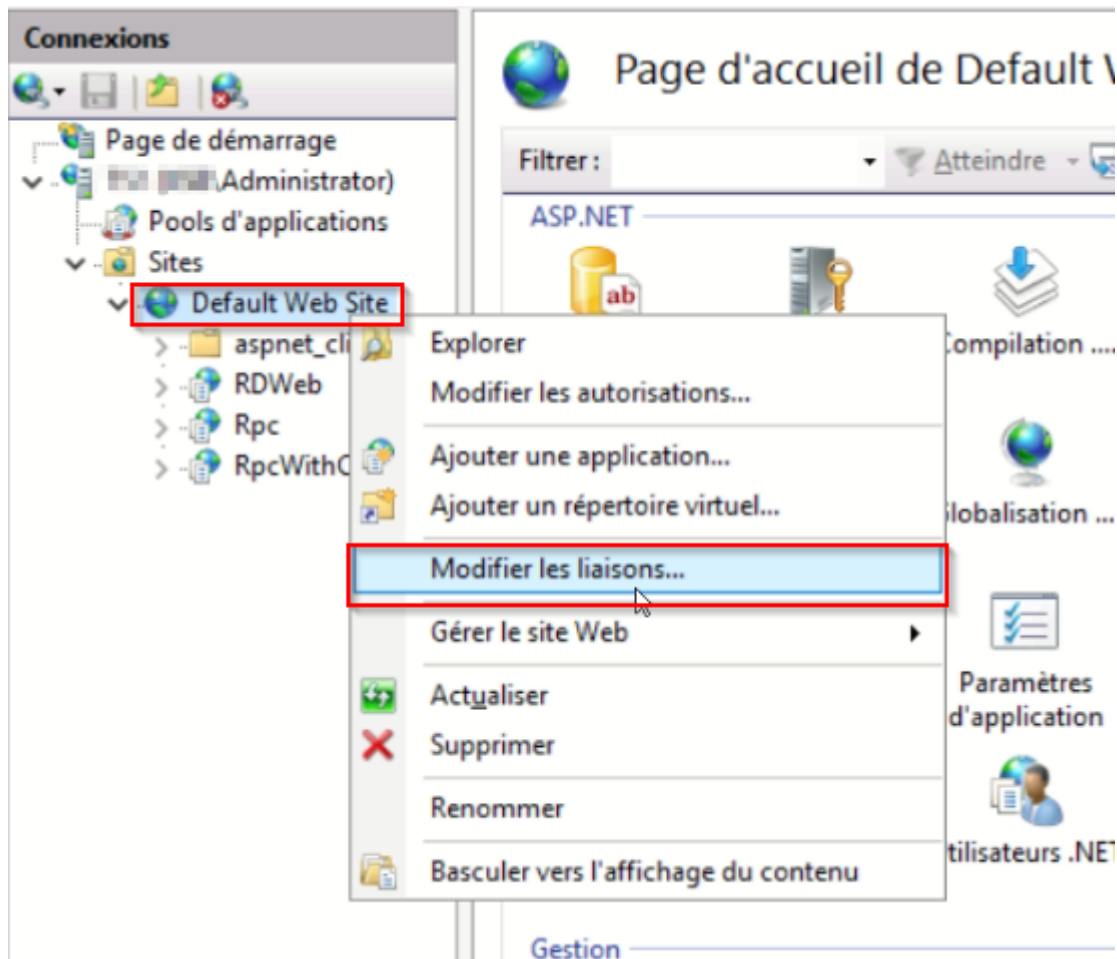 Connexions
Page de démarrage
\Administrator)
Pools d'applications
Sites
Default Web Site
aspnet_cli
RDWeb
Rpc
RpcWithC
Page d'accueil de Default
Filtrer :
Atteindre
ASP.NET
ab
Compilation ....
Globalisation ...
Paramètres
d'application
tilisateurs .NET
Gestion
Explorer
Modifier les autorisations...
Ajouter une application...
Ajouter un répertoire virtuel...
Modifier les liaisons...
Gérer le site Web
Actualiser
Supprimer
Renommer
Basculer vers l'affichage du contenu